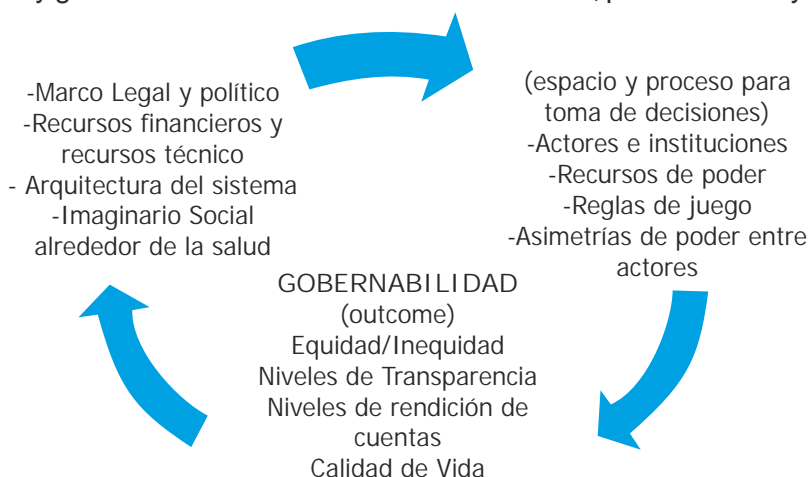 -Marco Legal y político
-Recursos financieros y
recursos técnico
- Arquitectura del sistema
-Imaginario Social
alrededor de la salud
(espacio y proceso para
toma de decisiones)
-Actores e instituciones
-Recursos de poder
-Reglas de juego
-Asimetrías de poder entre
actores
GOBERNABILIDAD
(outcome)
Equidad/Inequidad
Niveles de Transparencia
Niveles de rendición de
cuentas
Calidad de Vida